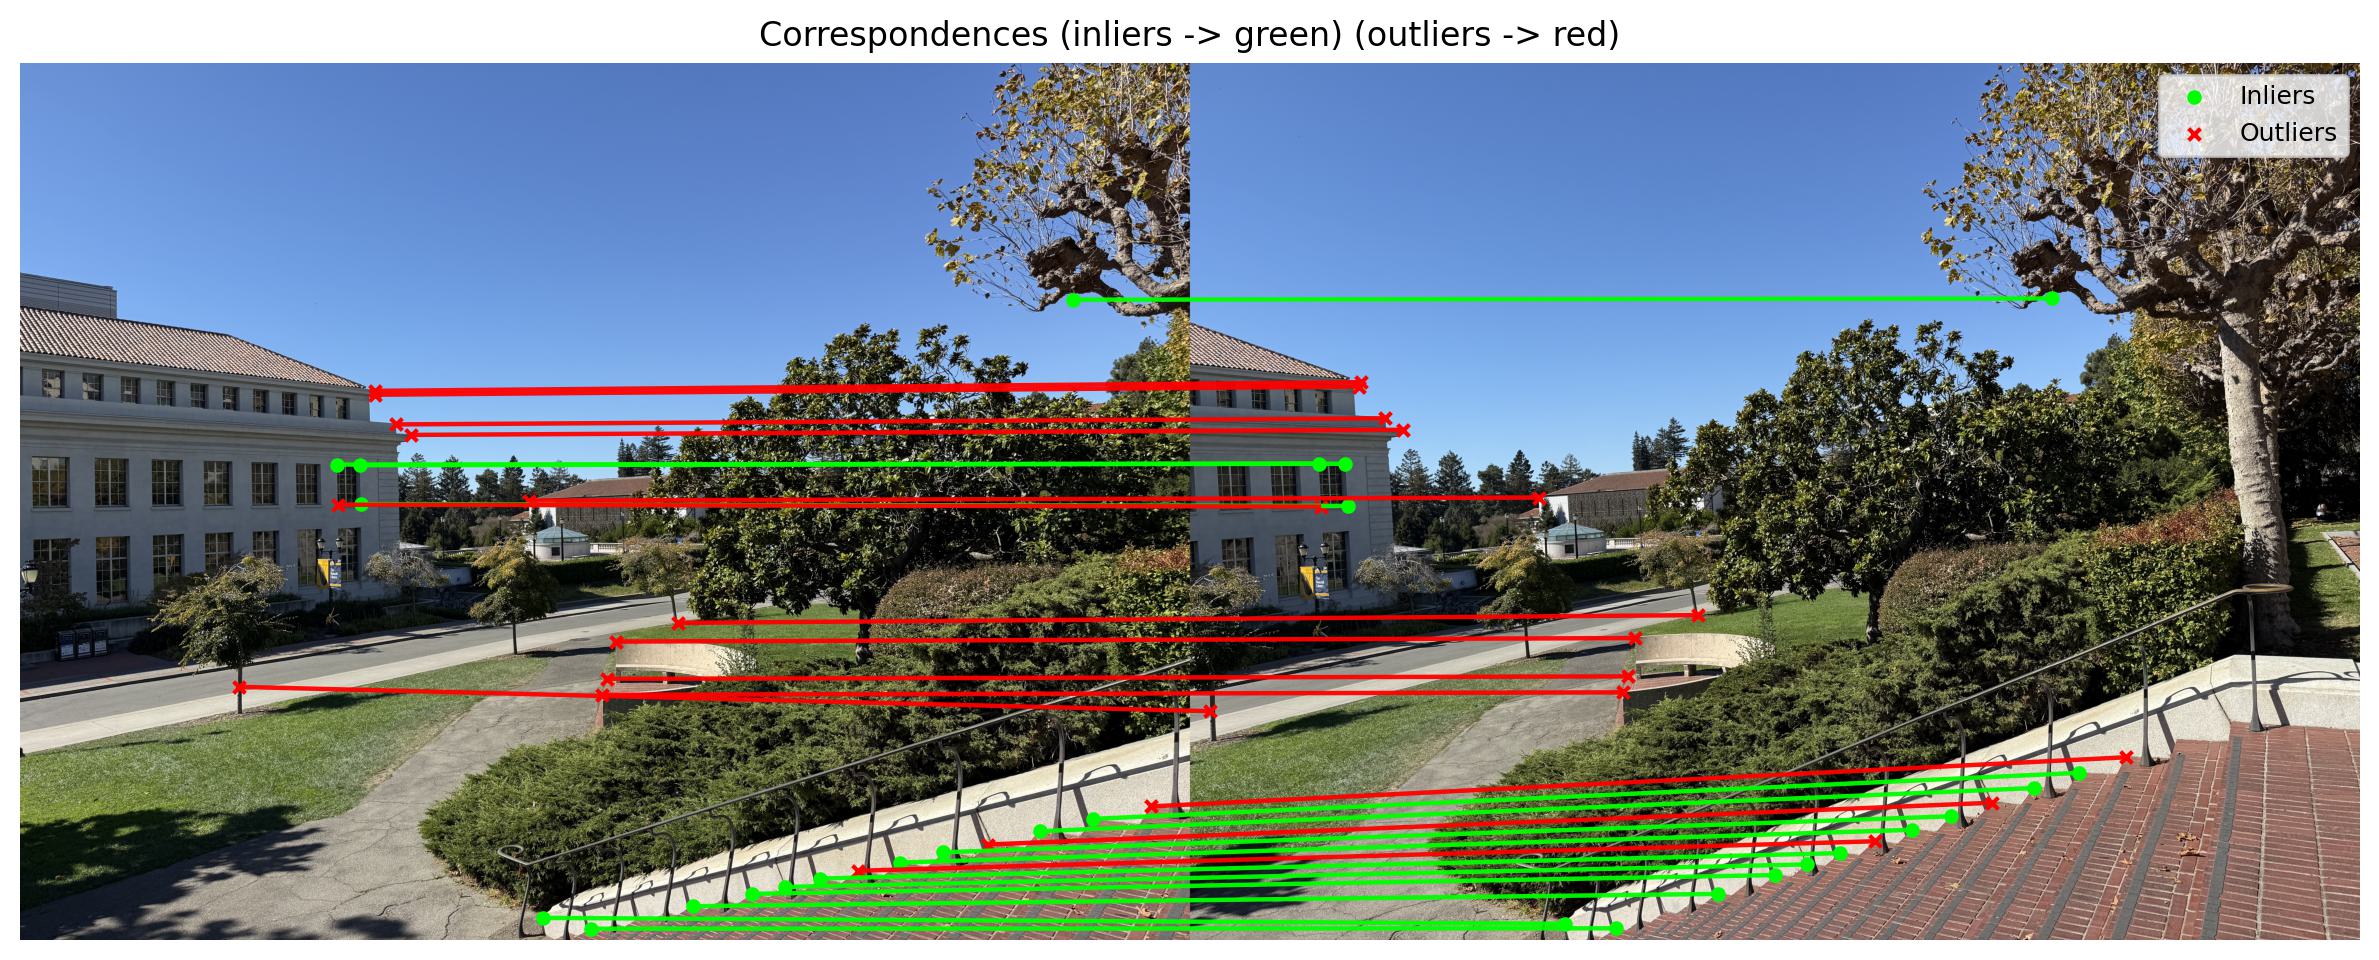 Correspondences (inliers -> green) (outliers -> red)
Inliers
Outliers